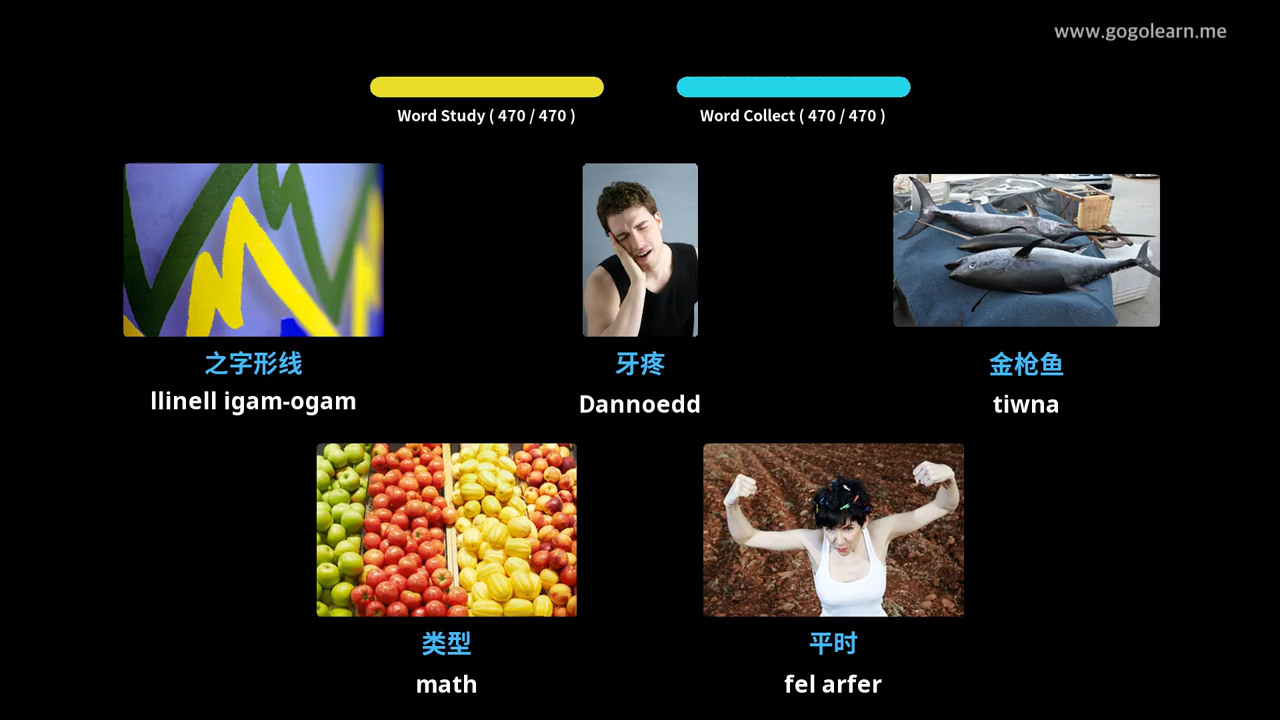 www.gogolearn.me
Word Study ( 470 / 470 )
Word Collect ( 470 / 470 )
之字形线
llinell igam-ogam
牙疼
Dannoedd
金枪鱼
tiwna
类型
math
平时
fel arfer